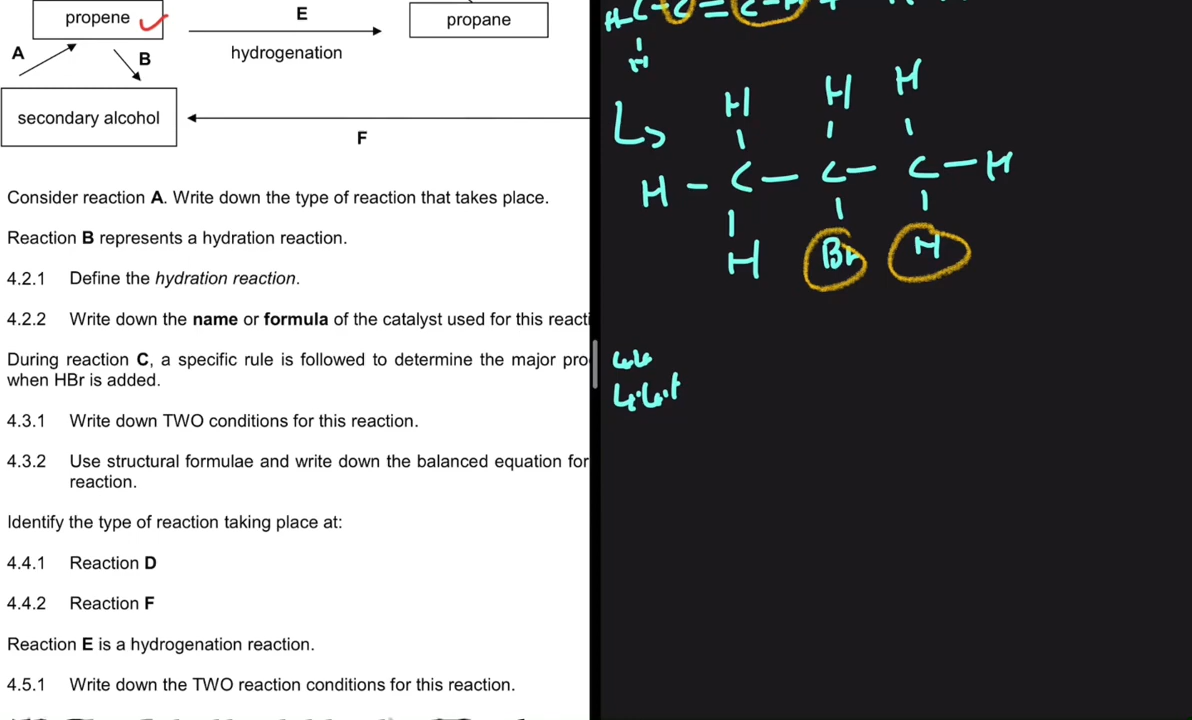 propene
E
propane
A
B
hydrogenation
secondary alcohol
F
Consider reaction A. Write down the type of reaction that takes place.
Reaction B represents a hydration reaction.
4.2.1 Define the hydration reaction.
4.2.2 Write down the name or formula of the catalyst used for this reacti
During reaction C, a specific rule is followed to determine the major pro
when HBr is added.
4.3.1 Write down TWO conditions for this reaction.
4.3.2 Use structural formulae and write down the balanced equation for
reaction.
Identify the type of reaction taking place at:
4.4.1 Reaction D
4.4.2 Reaction F
Reaction E is a hydrogenation reaction.
4.5.1 Write down the TWO reaction conditions for this reaction.
H C - C = C - H +
H
H H H
H - C - C - C - H
H Br H
4.4.1